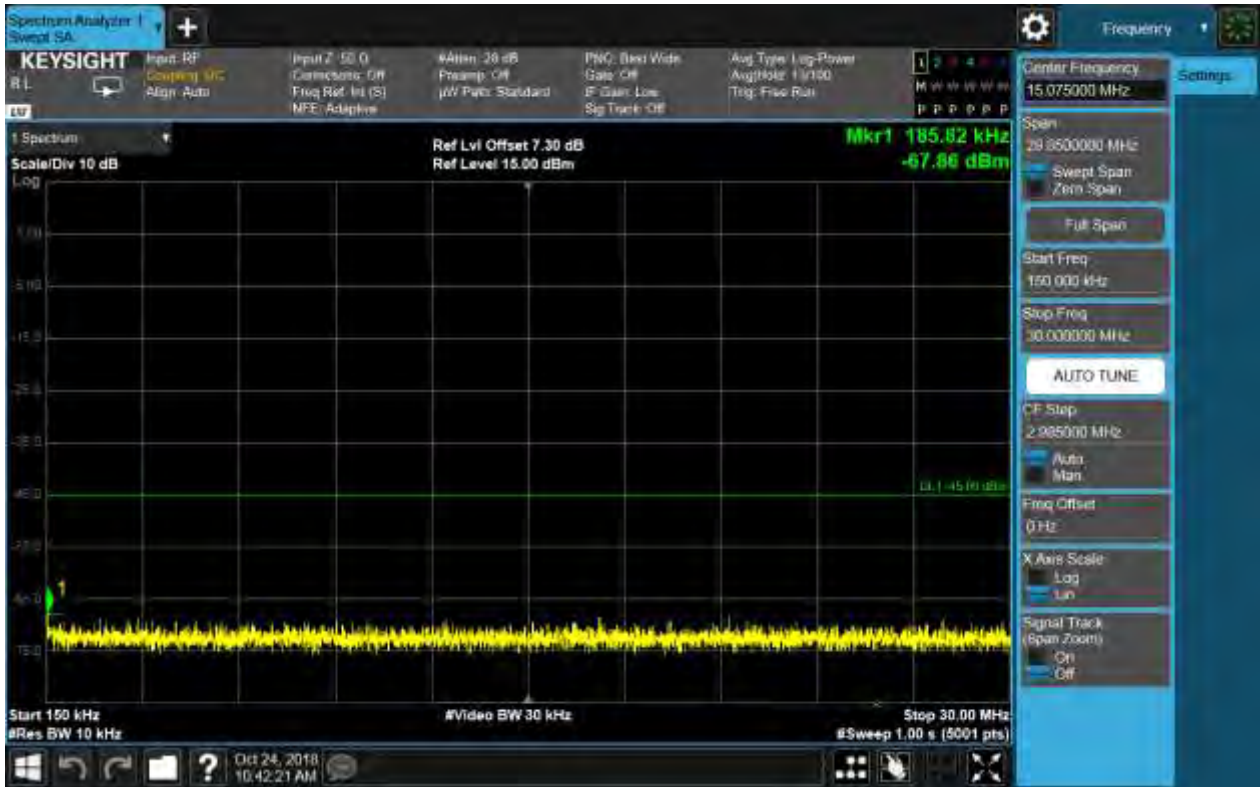 Spectrum Analyzer 1
Swept SA
Frequency
KEYSIGHT
Input: RF
Coupling: DC
Align: Auto
Input Z: 50 Ω
Corrections: Off
Freq Ref: Int (S)
NFE: Adaptive
#Atten: 28 dB
Preamp: Off
µW Path: Standard
PNO: Best Wide
Gate: Off
IF Gain: Low
Sig Track: Off
Avg Type: Log-Power
Trig: Free Run
M W W W W W
P P P P P P
1 Spectrum
Scale/Div 10 dB
Log
Ref Lvl Offset 7.30 dB
Ref Level 15.00 dBm
Mkr1 185.82 kHz
-67.86 dBm
1
DL1 -45.00 dBm
Start 150 kHz
#Res BW 10 kHz
#Video BW 30 kHz
Stop 30.00 MHz
#Sweep 1.00 s (5001 pts)
Oct 24, 2018
10:42:21 AM
Center Frequency
15.075000 MHz
Settings
Span
29.8500000 MHz
Swept Span
Zero Span
Full Span
Start Freq
150.000 kHz
Stop Freq
30.000000 MHz
AUTO TUNE
CF Step
2.985000 MHz
Auto
Man
Freq Offset
0 Hz
X Axis Scale
Log
Lin
Signal Track
(Span Zoom)
On
Off